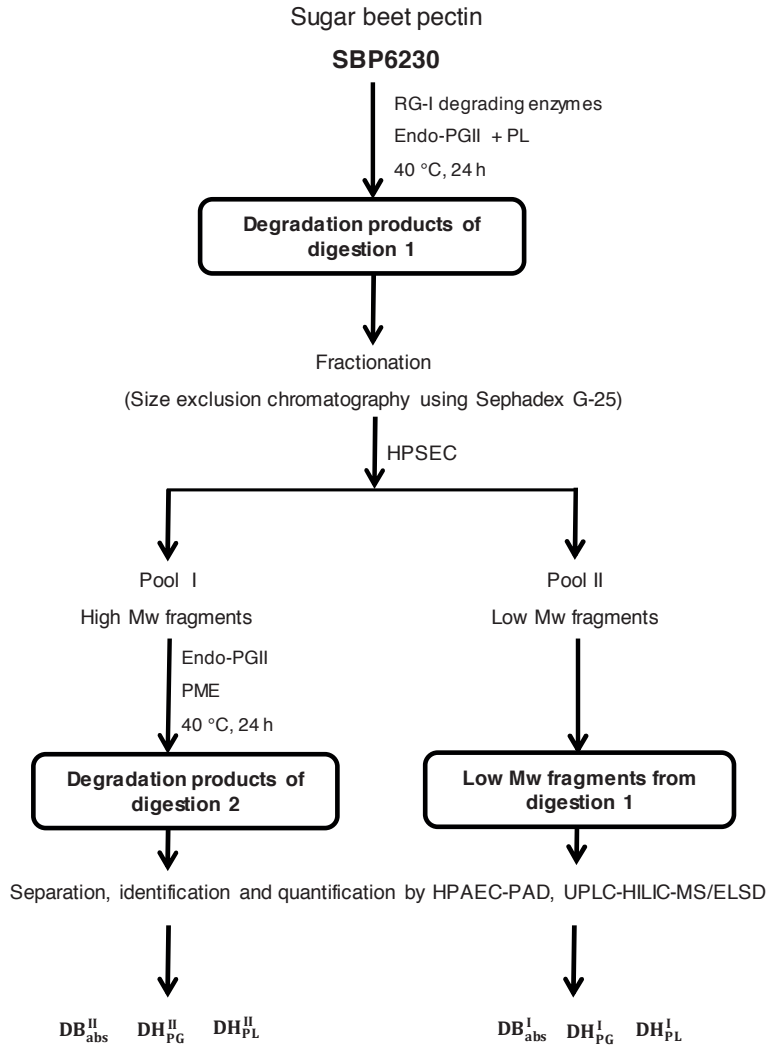 Sugar beet pectin
SBP6230
RG-I degrading enzymes
Endo-PGII + PL
40 °C, 24 h
Degradation products of
digestion 1
Fractionation
(Size exclusion chromatography using Sephadex G-25)
HPSEC
Pool I
High Mw fragments
Endo-PGII
PME
40 °C, 24 h
Degradation products of
digestion 2
Pool II
Low Mw fragments
Low Mw fragments from
digestion 1
Separation, identification and quantification by HPAEC-PAD, UPLC-HILIC-MS/ELSD
DB^II_abs DH^II_PG DH^II_PL
DB^I_abs DH^I_PG DH^I_PL